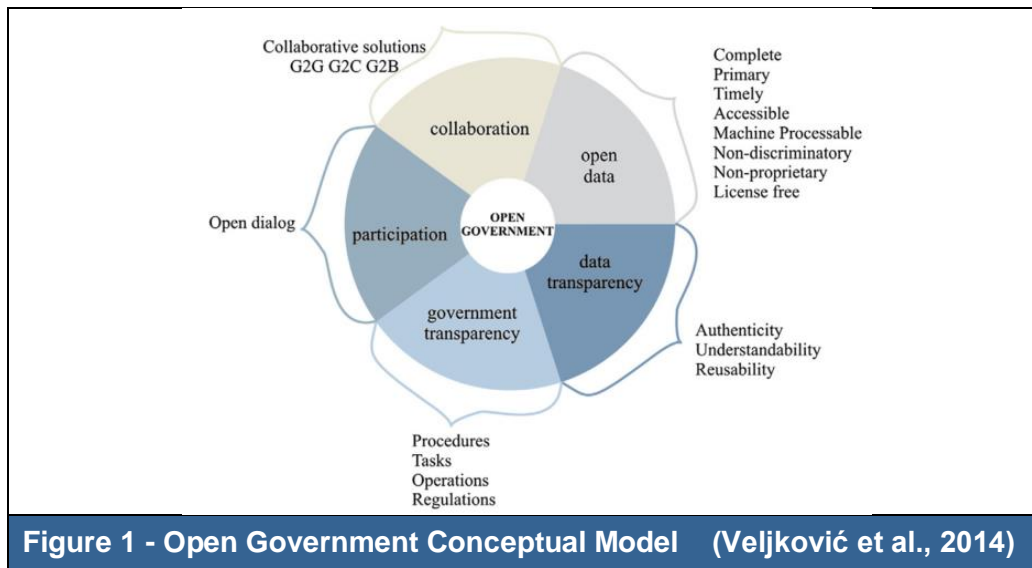 Collaborative solutions
G2G G2C G2B
collaboration
Complete
Primary
Timely
Accessible
Machine Processable
Non-discriminatory
Non-proprietary
License free
open
data
Open dialog
participation
OPEN
GOVERNMENT
data
transparency
government
transparency
Authenticity
Understandability
Reusability
Procedures
Tasks
Operations
Regulations
Figure 1 - Open Government Conceptual Model (Veljković et al., 2014)